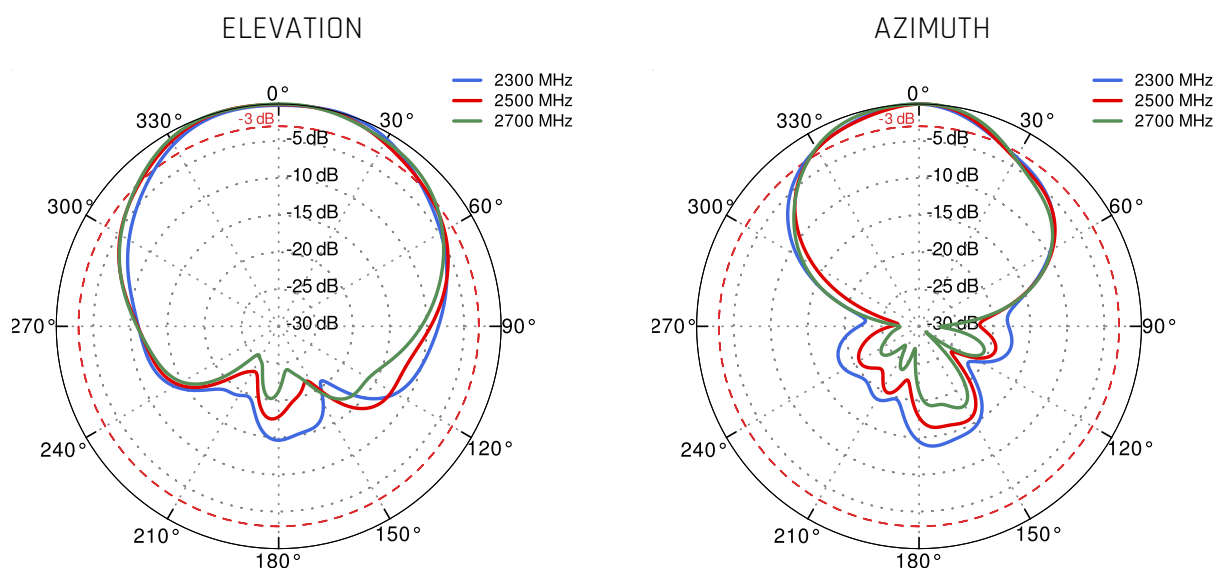 ELEVATION
2300 MHz
2500 MHz
2700 MHz
0°
330°
-3 dB
30°
-5 dB
-10 dB
300°
60°
-15 dB
-20 dB
-25 dB
270°
-30 dB
90°
240°
120°
210°
150°
180°
AZIMUTH
2300 MHz
2500 MHz
2700 MHz
0°
330°
-3 dB
30°
-5 dB
-10 dB
300°
60°
-15 dB
-20 dB
-25 dB
270°
-30 dB
90°
240°
120°
210°
150°
180°